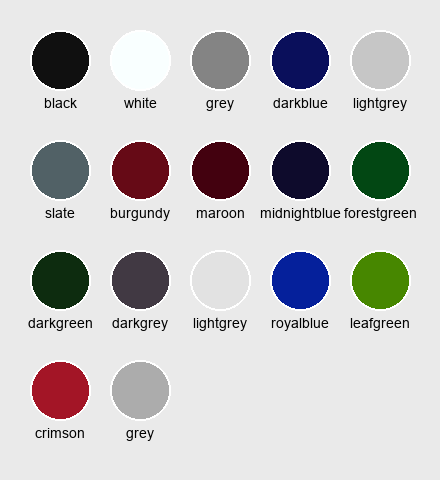 black white grey darkblue lightgrey
slate burgundy maroon midnightblue forestgreen
darkgreen darkgrey lightgrey royalblue leafgreen
crimson grey